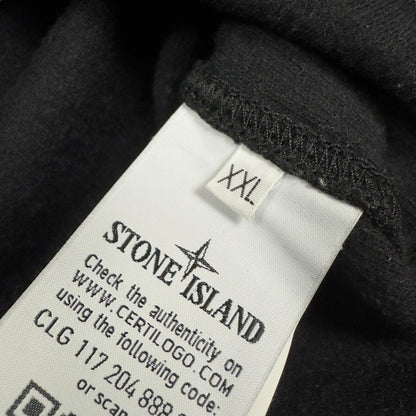 XXL
STONE ISLAND
Check the authenticity on
WWW.CERTILOGO.COM
using the following code:
CLG 117 204 888
or scan